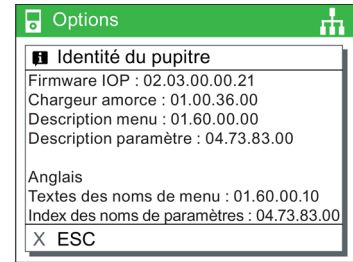 Options
Identité du pupitre
Firmware IOP : 02.03.00.00.21
Chargeur amorce : 01.00.36.00
Description menu : 01.60.00.00
Description paramètre : 04.73.83.00
Anglais
Textes des noms de menu : 01.60.00.10
Index des noms de paramètres : 04.73.83.00
X ESC